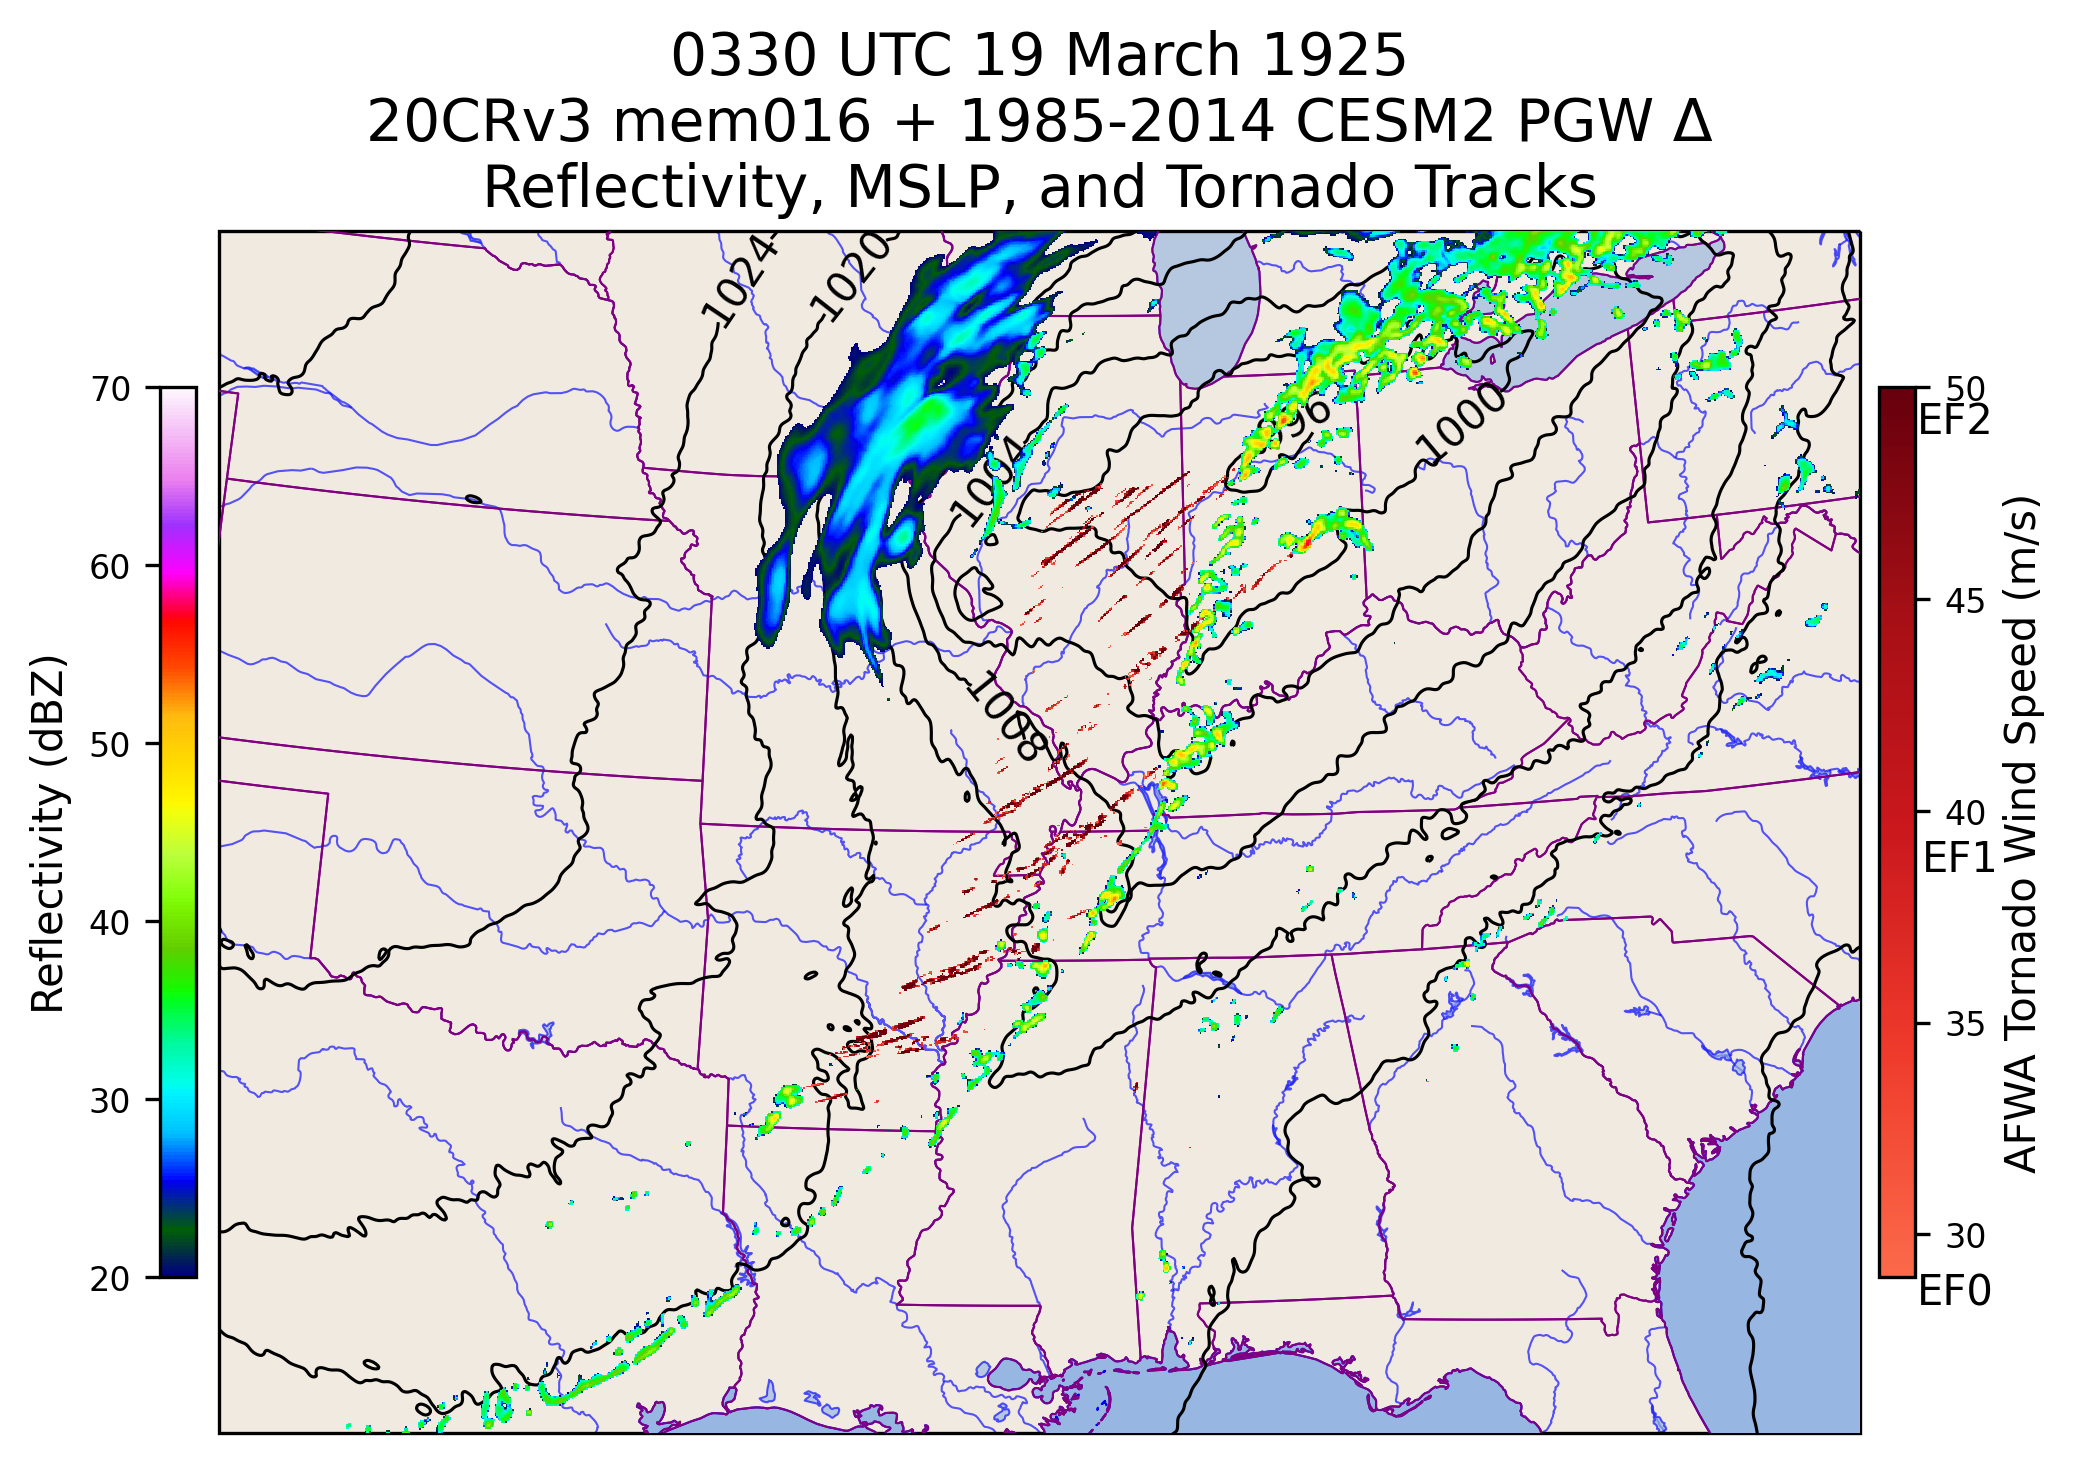 0330 UTC 19 March 1925
20CRv3 mem016 + 1985-2014 CESM2 PGW Δ
Reflectivity, MSLP, and Tornado Tracks
1024
1020
1004
996
1000
1008
Reflectivity (dBZ)
70
60
50
40
30
20
50
EF2
45
40
EF1
35
30
EF0
AFWA Tornado Wind Speed (m/s)